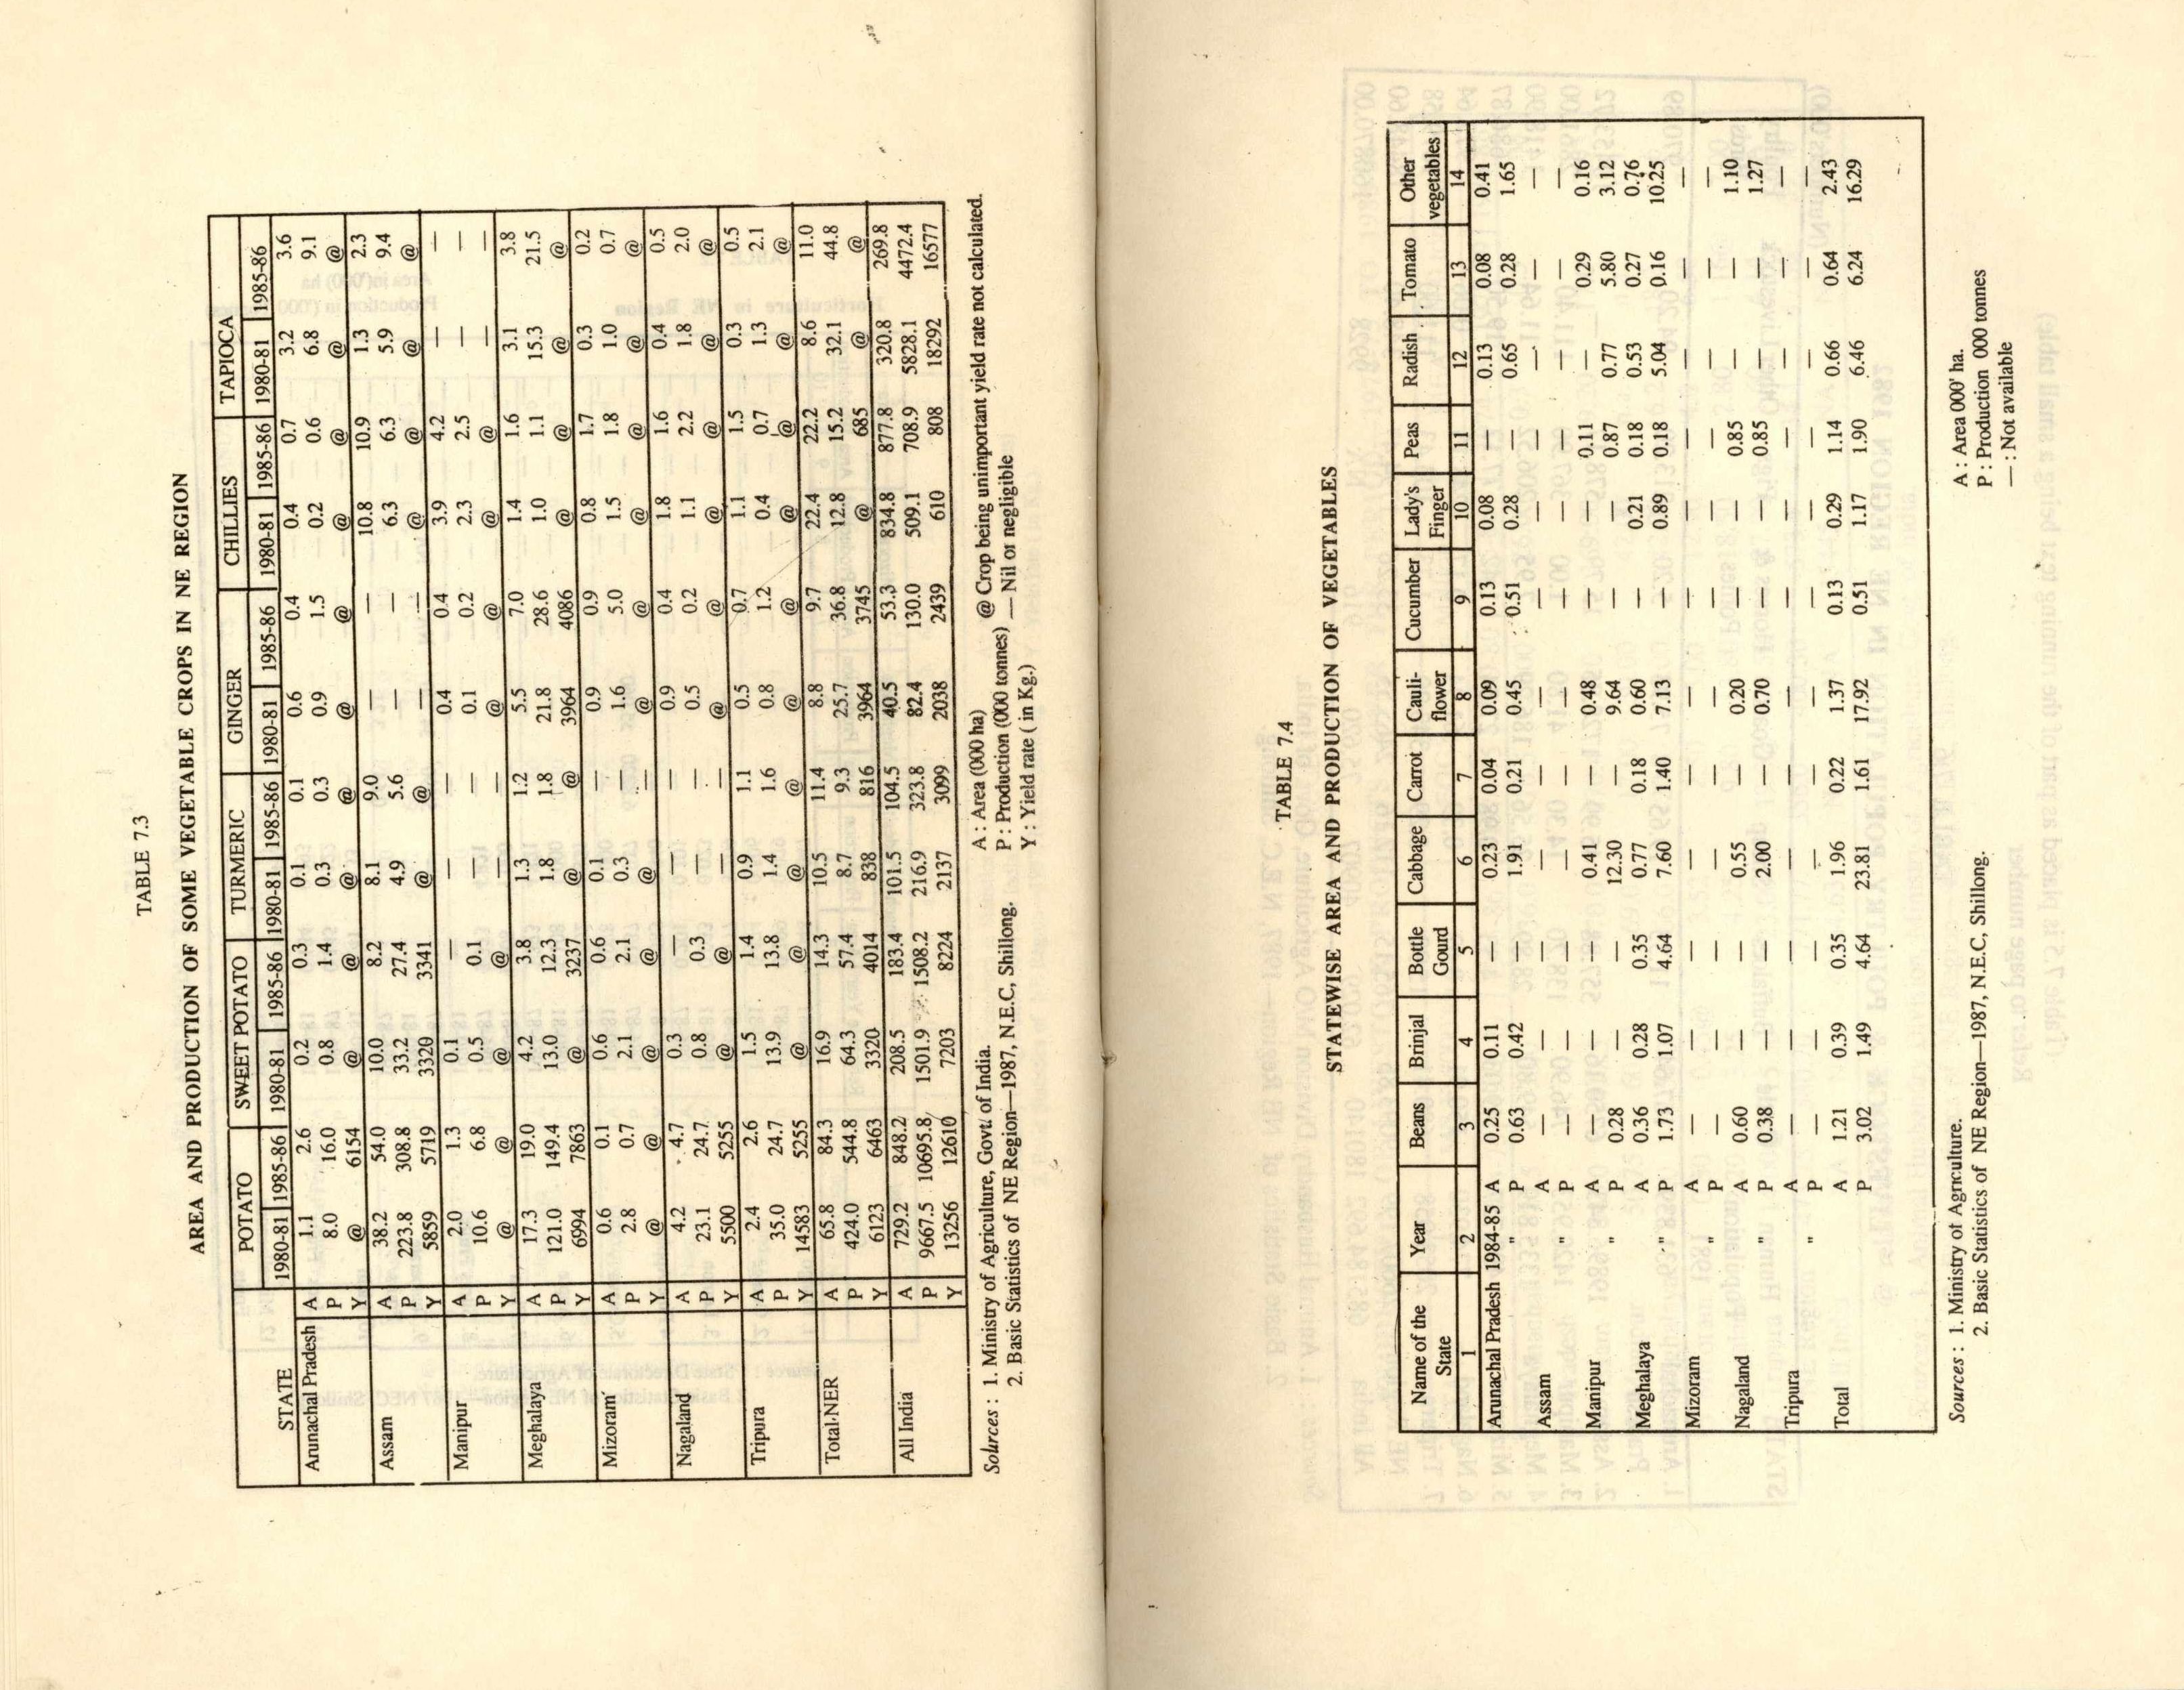 TABLE 7.3
AREA AND PRODUCTION OF SOME VEGETABLE CROPS IN NE REGION
STATE POTATO SWEET POTATO TURMERIC GINGER CHILLIES TAPIOCA
1980-81 1985-86 1980-81 1985-86 1980-81 1985-86 1980-81 1985-86 1980-81 1985-86 1980-81 1985-86
Arunachal Pradesh A 1.1 2.6 0.2 0.3 0.1 0.1 0.6 0.4 0.4 0.7 3.2 3.6
P 8.0 16.0 0.8 1.4 0.3 0.3 0.9 1.5 0.2 0.6 6.8 9.1
Y @ 6154 @ @ @ @ @ @ @ @ @ @
Assam A 38.2 54.0 10.0 8.2 8.1 9.0 — — 10.8 10.9 1.3 2.3
P 223.8 308.8 33.2 27.4 4.9 5.6 — — 6.3 6.3 5.9 9.4
Y 5859 5719 3320 3341 @ @ — — @ @ @ @
Manipur A 2.0 1.3 0.1 — — — 0.4 0.4 3.9 4.2 — —
P 10.6 6.8 0.5 0.1 — — 0.1 0.2 2.3 2.5 — —
Y @ @ @ @ — — @ @ @ @ — —
Meghalaya A 17.3 19.0 4.2 3.8 1.3 1.2 5.5 7.0 1.4 1.6 3.1 3.8
P 121.0 149.4 13.0 12.3 1.8 1.8 21.8 28.6 1.0 1.1 15.3 21.5
Y 6994 7863 @ 3237 @ @ 3964 4086 @ @ @ @
Mizoram A 0.6 0.1 0.6 0.6 0.1 — 0.9 0.9 0.8 1.7 0.3 0.2
P 2.8 0.7 2.1 2.1 0.3 — 1.6 5.0 1.5 1.8 1.0 0.7
Y @ @ @ @ @ — @ @ @ @ @ @
Nagaland A 4.2 4.7 0.3 — — — 0.9 0.4 1.8 1.6 0.4 0.5
P 23.1 24.7 0.8 0.3 — — 0.5 0.2 1.1 2.2 1.8 2.0
Y 5500 5255 @ @ — — @ @ @ @ @ @
Tripura A 2.4 2.6 1.5 1.4 0.9 1.1 0.5 0.7 1.1 1.5 0.3 0.5
P 35.0 24.7 13.9 13.8 1.4 1.6 0.8 1.2 0.4 0.7 1.3 2.1
Y 14583 5255 @ @ @ @ @ @ @ @ @ @
Total-NER A 65.8 84.3 16.9 14.3 10.5 11.4 8.8 9.7 22.4 22.2 8.6 11.0
P 424.0 544.8 64.3 57.4 8.7 9.3 25.7 36.8 12.8 15.2 32.1 44.8
Y 6123 6463 3320 4014 838 816 3964 3745 @ 685 @ @
All India A 729.2 848.2 208.5 183.4 101.5 104.5 40.5 53.3 834.8 877.8 320.8 269.8
P 9667.5 10695.8 1501.9 1508.2 216.9 323.8 82.4 130.0 509.1 708.9 5828.1 4472.4
Y 13256 12610 7203 8224 2137 3099 2038 2439 610 808 18292 16577
Sources : 1. Ministry of Agriculture, Govt. of India. A : Area (000 ha) @ Crop being unimportant yield rate not calculated.
2. Basic Statistics of NE Region—1987, N.E.C, Shillong. P : Production (000 tonnes) — Nil or negligible
Y : Yield rate ( in Kg.)
TABLE 7.4
STATEWISE AREA AND PRODUCTION OF VEGETABLES
Name of the State Year Beans Brinjal Bottle Gourd Cabbage Carrot Cauli-flower Cucumber Lady's Finger Peas Radish Tomato Other vegetables
1 2 3 4 5 6 7 8 9 10 11 12 13 14
Arunachal Pradesh 1984-85 A 0.25 0.11 — 0.23 0.04 0.09 0.13 0.08 — 0.13 0.08 0.41
" P 0.63 0.42 — 1.91 0.21 0.45 0.51 0.28 — 0.65 0.28 1.65
Assam A — — — — — — — — — — — —
" P — — — — — — — — — — — —
Manipur A — — — 0.41 — 0.48 — — 0.11 — 0.29 0.16
" P 0.28 — — 12.30 — 9.64 — — 0.87 0.77 5.80 3.12
Meghalaya A 0.36 0.28 0.35 0.77 0.18 0.60 — 0.21 0.18 0.53 0.27 0.76
" P 1.73 1.07 4.64 7.60 1.40 7.13 — 0.89 0.18 5.04 0.16 10.25
Mizoram A — — — — — — — — — — — —
" P — — — — — — — — — — — —
Nagaland A 0.60 — — 0.55 — 0.20 — — 0.85 — — 1.10
" P 0.38 — — 2.00 — 0.70 — — 0.85 — — 1.27
Tripura A — — — — — — — — — — — —
" P — — — — — — — — — — — —
Total A 1.21 0.39 0.35 1.96 0.22 1.37 0.13 0.29 1.14 0.66 0.64 2.43
P 3.02 1.49 4.64 23.81 1.61 17.92 0.51 1.17 1.90 6.46 6.24 16.29
Sources : 1. Ministry of Agriculture. A : Area 000' ha.
2. Basic Statistics of NE Region—1987, N.E.C, Shillong. P : Production 000 tonnes
— : Not available